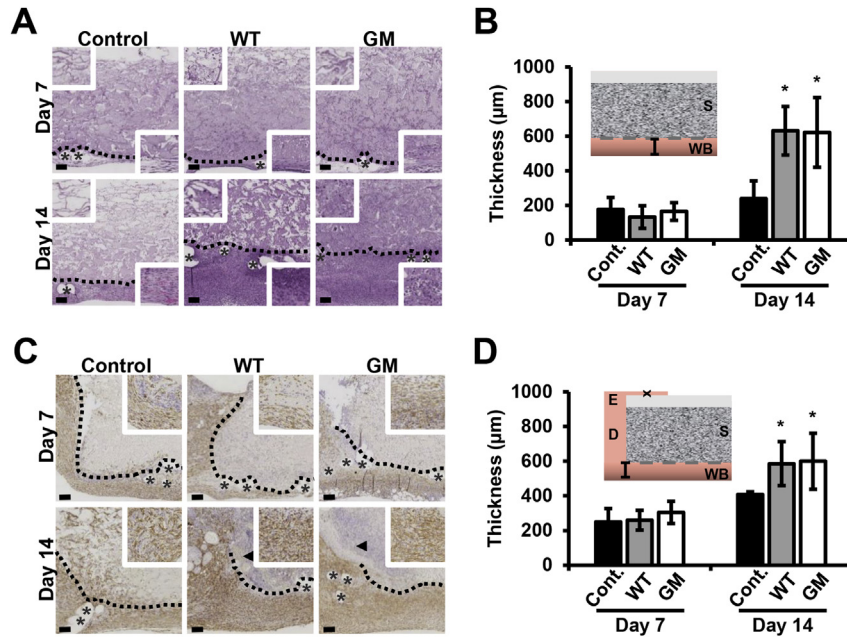 A
Control WT GM
Day 7
* * * *
Day 14
* * * * * *
B
Thickness (µm)
1000
800
600
400
200
0
S
WB
* *
Cont. WT GM Cont. WT GM
Day 7 Day 14
C
Control WT GM
Day 7
* * * * * * * * *
Day 14
* * * * * *
D
Thickness (µm)
1000
800
600
400
200
0
E
D
S
WB
* *
Cont. WT GM Cont. WT GM
Day 7 Day 14